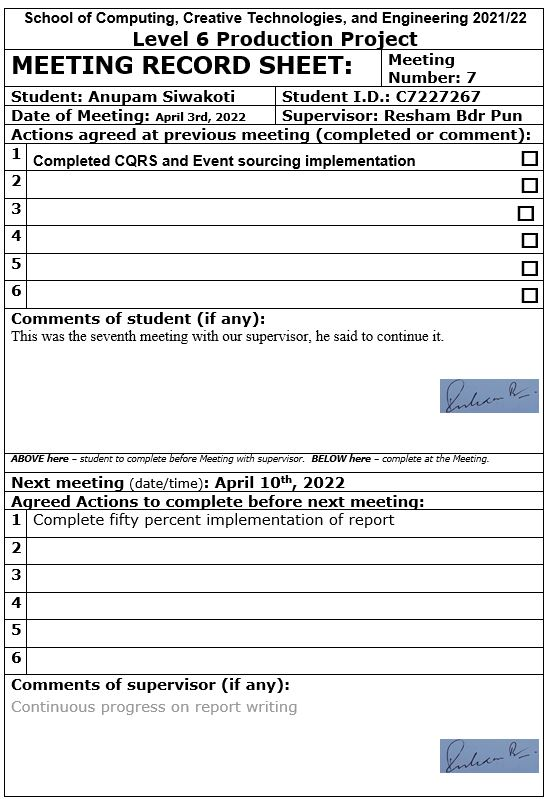 School of Computing, Creative Technologies, and Engineering 2021/22
Level 6 Production Project
MEETING RECORD SHEET:
Meeting
Number: 7
Student: Anupam Siwakoti
Student I.D.: C7227267
Date of Meeting: April 3rd, 2022
Supervisor: Resham Bdr Pun
Actions agreed at previous meeting (completed or comment):
1 Completed CQRS and Event sourcing implementation
2
3
4
5
6
Comments of student (if any):
This was the seventh meeting with our supervisor, he said to continue it.
ABOVE here – student to complete before Meeting with supervisor. BELOW here – complete at the Meeting.
Next meeting (date/time): April 10th, 2022
Agreed Actions to complete before next meeting:
1 Complete fifty percent implementation of report
2
3
4
5
6
Comments of supervisor (if any):
Continuous progress on report writing